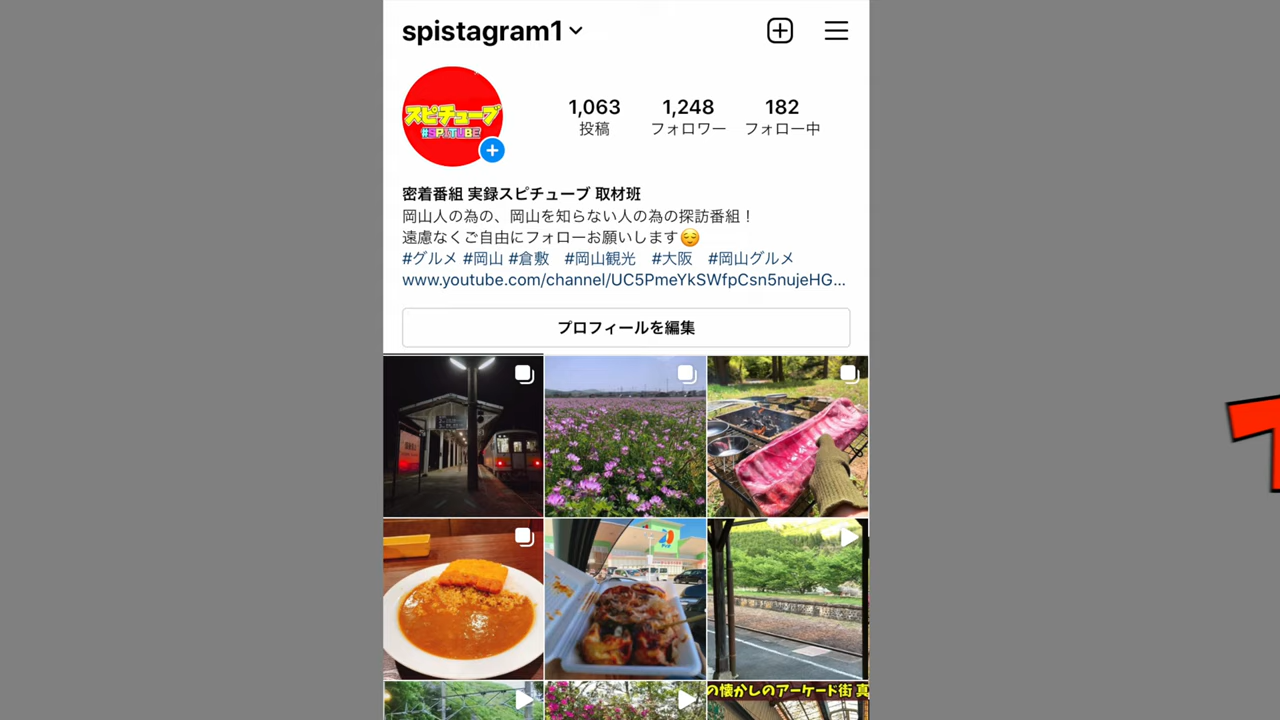 spistagram1
スピチューブ
#SPITUBE
1,063
投稿
1,248
フォロワー
182
フォロー中
密着番組 実録スピチューブ 取材班
岡山人の為の、岡山を知らない人の為の探訪番組！
遠慮なくご自由にフォローお願いします😌
#グルメ #岡山 #倉敷 #岡山観光 #大阪 #岡山グルメ
www.youtube.com/channel/UC5PmeYkSWfpCsn5nujeHG...
プロフィールを編集
の懐かしのアーケード街 真